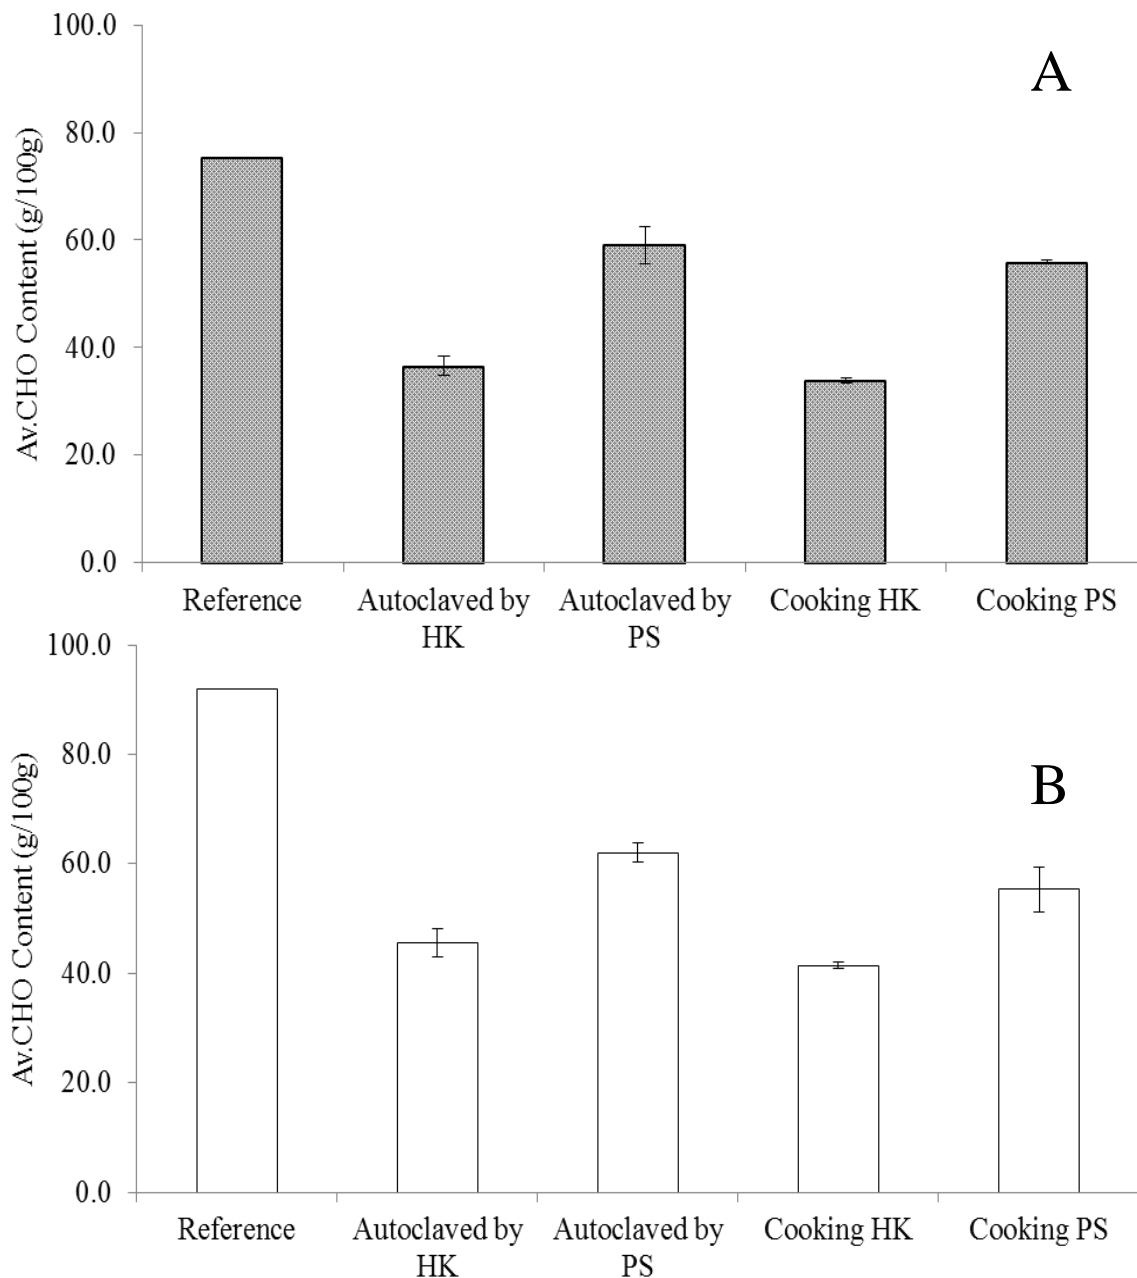 100.0
80.0
60.0
40.0
20.0
0.0
Av.CHO Content (g/100g)
A
Reference
Autoclaved by
HK
Autoclaved by
PS
Cooking HK
Cooking PS
100.0
80.0
60.0
40.0
20.0
0.0
Av.CHO Content (g/100g)
B
Reference
Autoclaved by
HK
Autoclaved by
PS
Cooking HK
Cooking PS